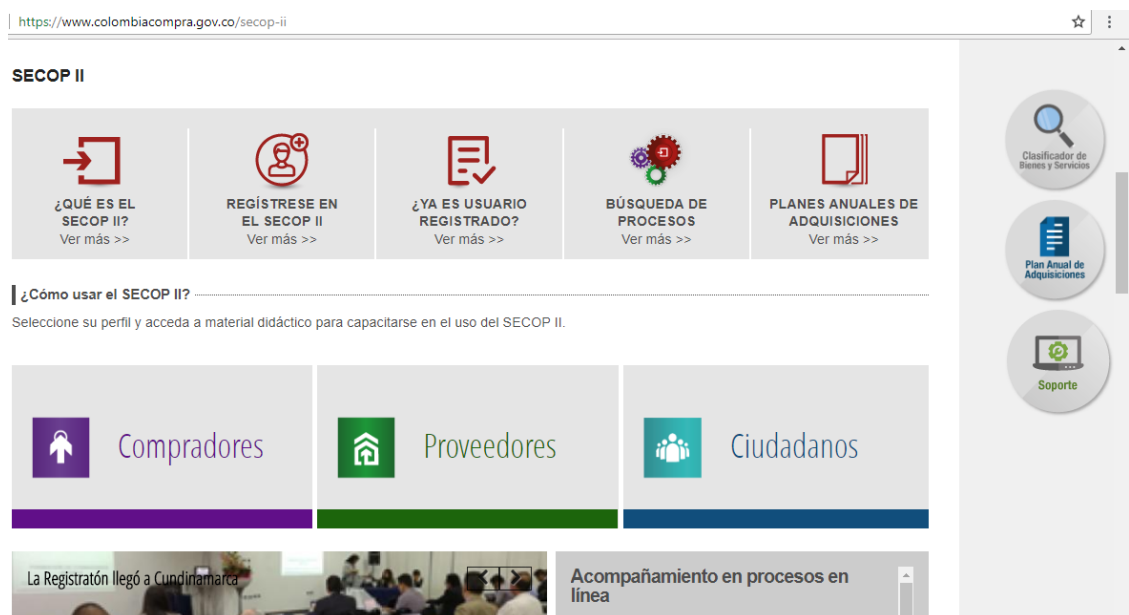 https://www.colombiacompra.gov.co/secop-ii
SECOP II
¿QUÉ ES EL
SECOP II?
Ver más >>
REGÍSTRESE EN
EL SECOP II
Ver más >>
¿YA ES USUARIO
REGISTRADO?
Ver más >>
BÚSQUEDA DE
PROCESOS
Ver más >>
PLANES ANUALES DE
ADQUISICIONES
Ver más >>
¿Cómo usar el SECOP II?
Seleccione su perfil y acceda a material didáctico para capacitarse en el uso del SECOP II.
Compradores
Proveedores
Ciudadanos
La Registratón llegó a Cundinamarca
Acompañamiento en procesos en
línea
Clasificador de
Bienes y Servicios
Plan Anual de
Adquisiciones
Soporte